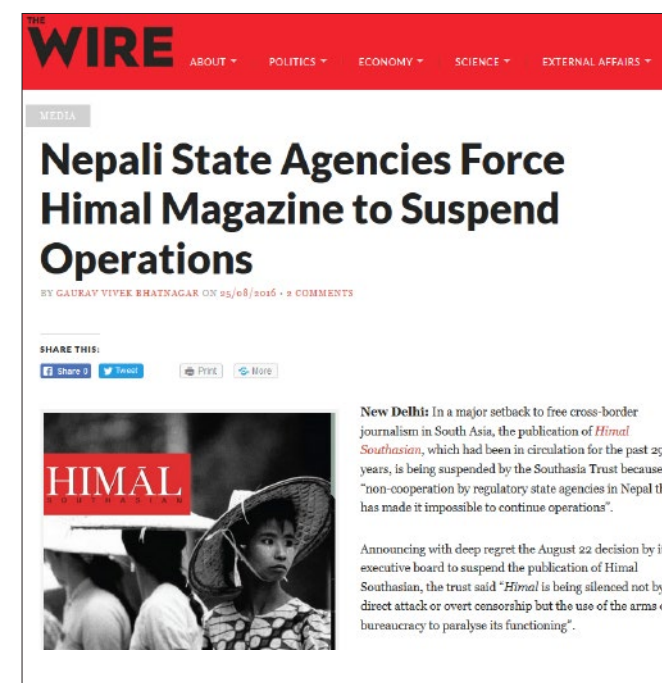 THE
WIRE
ABOUT POLITICS ECONOMY SCIENCE EXTERNAL AFFAIRS
MEDIA
Nepali State Agencies Force
Himal Magazine to Suspend
Operations
BY GAURAV VIVEK BHATNAGAR ON 25/08/2016 • 2 COMMENTS
SHARE THIS:
Share 0 Tweet Print More
HIMĀL
SOUTHASIAN
New Delhi: In a major setback to free cross-border
journalism in South Asia, the publication of Himal
Southasian, which had been in circulation for the past 29
years, is being suspended by the Southasia Trust because
"non-cooperation by regulatory state agencies in Nepal th
has made it impossible to continue operations".
Announcing with deep regret the August 22 decision by i
executive board to suspend the publication of Himal
Southasian, the trust said "Himal is being silenced not by
direct attack or overt censorship but the use of the arms
bureaucracy to paralyse its functioning".